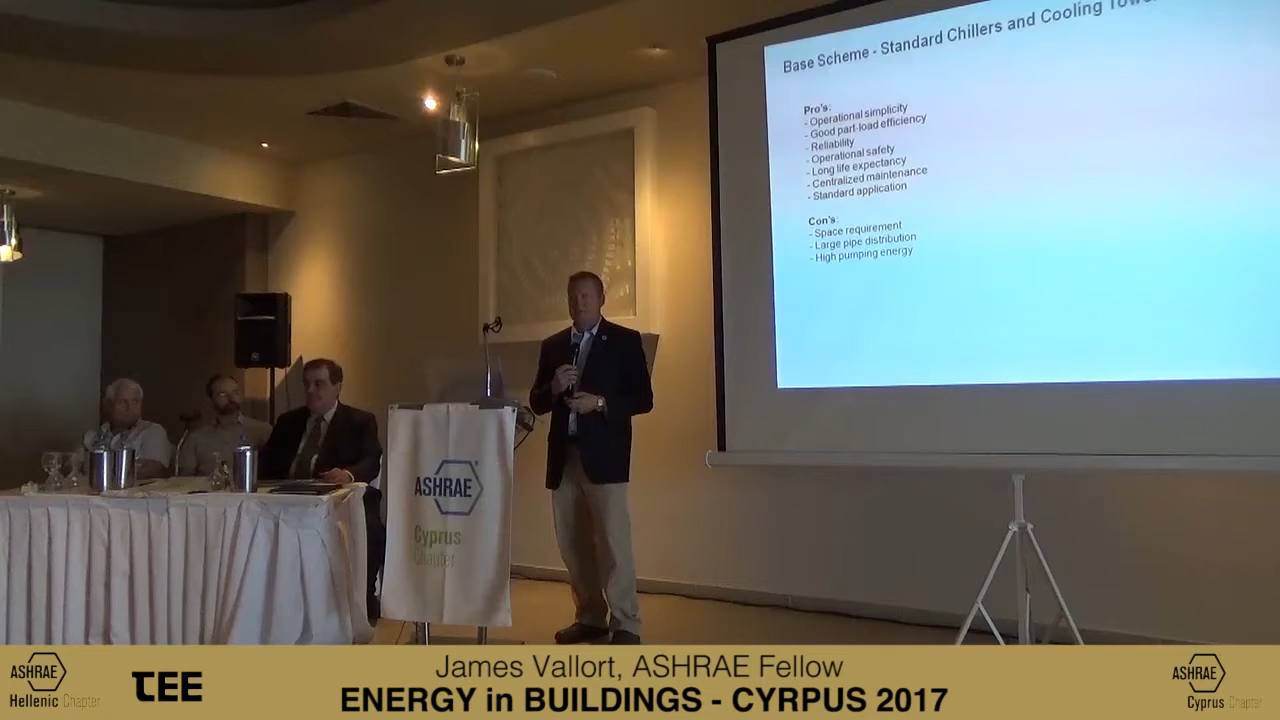 Base Scheme - Standard Chillers and Cooling
Pro's:
- Operational simplicity
- Good part-load efficiency
- Reliability
- Operational safety
- Long life expectancy
- Centralized maintenance
- Standard application
Con's:
- Space requirement
- Large pipe distribution
- High pumping energy
ASHRAE
Cyprus
Chapter
ASHRAE
Hellenic Chapter
TEE
James Vallort, ASHRAE Fellow
ENERGY in BUILDINGS - CYRPUS 2017
ASHRAE
Cyprus Chapter